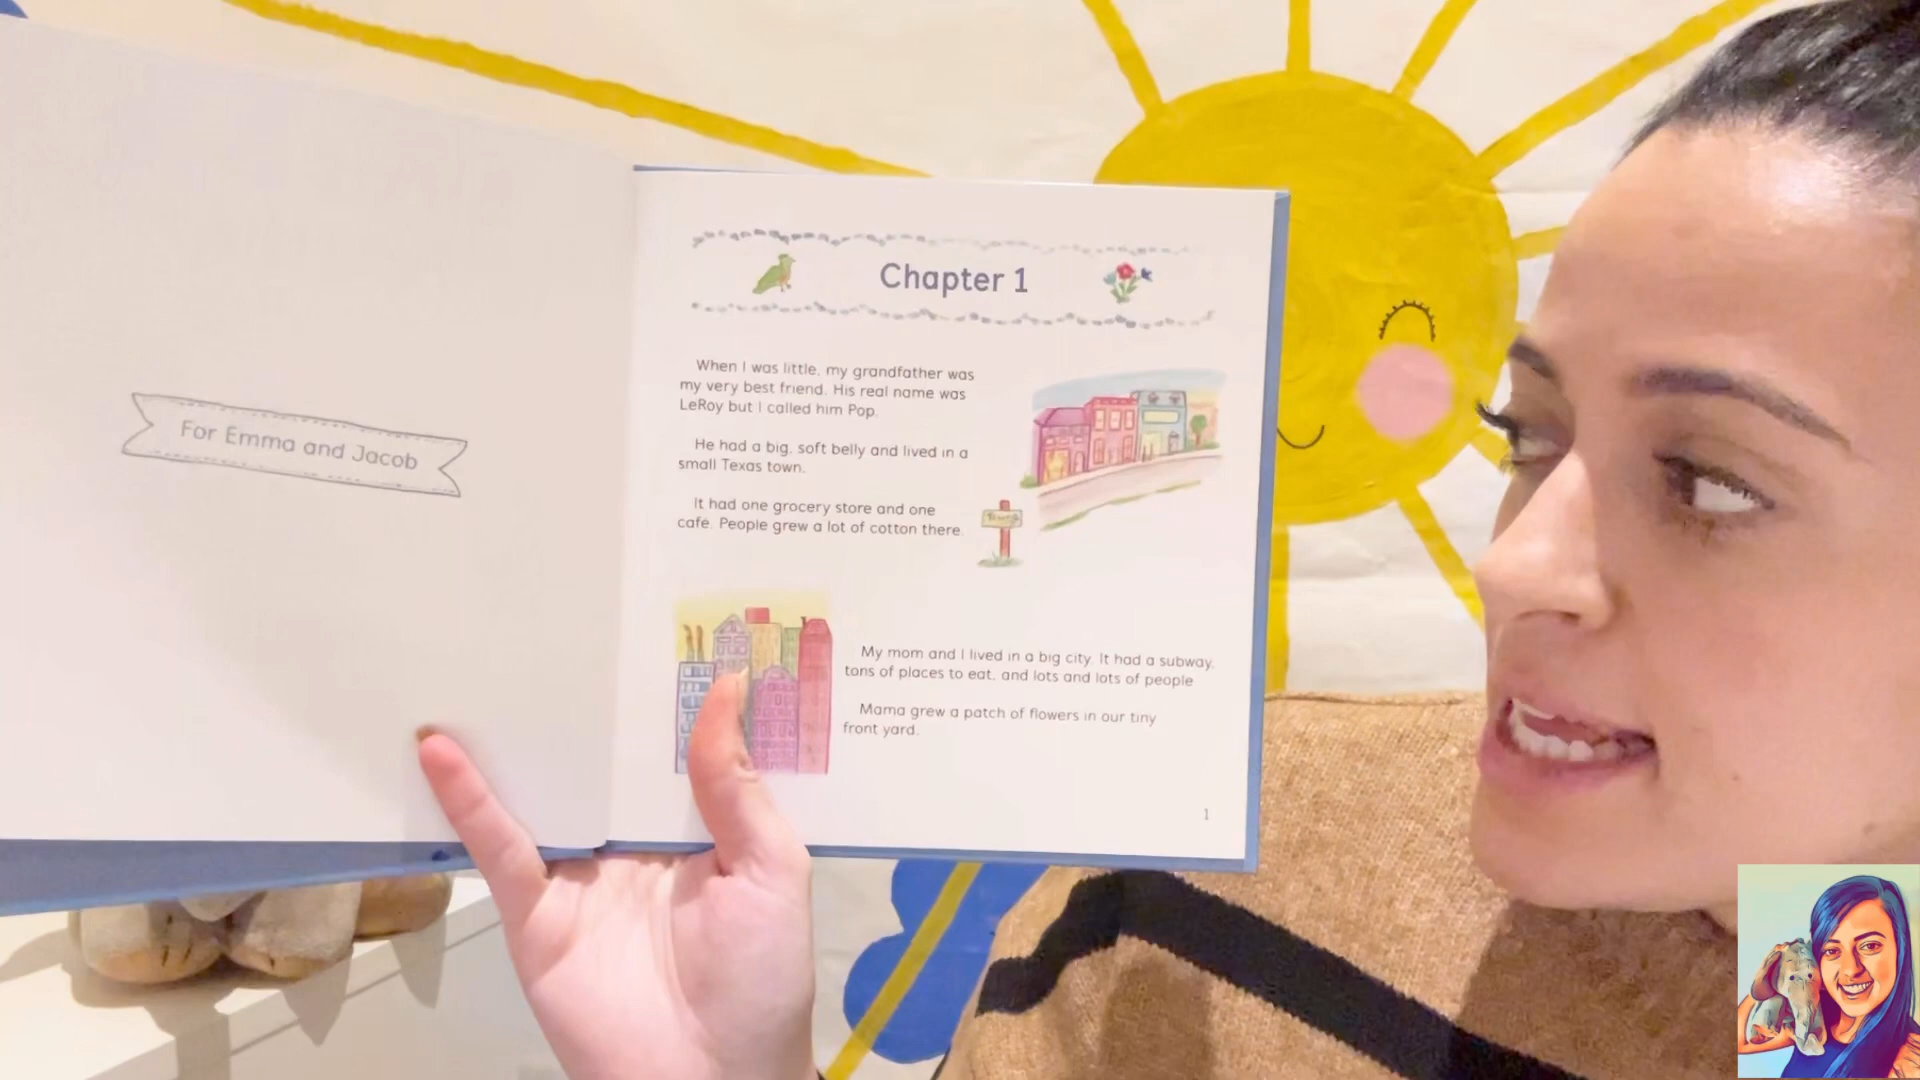 For Emma and Jacob
Chapter 1
When I was little, my grandfather was
my very best friend. His real name was
LeRoy but I called him Pop.
He had a big, soft belly and lived in a
small Texas town.
It had one grocery store and one
café. People grew a lot of cotton there.
My mom and I lived in a big city. It had a subway,
tons of places to eat, and lots and lots of people
Mama grew a patch of flowers in our tiny
front yard.
1